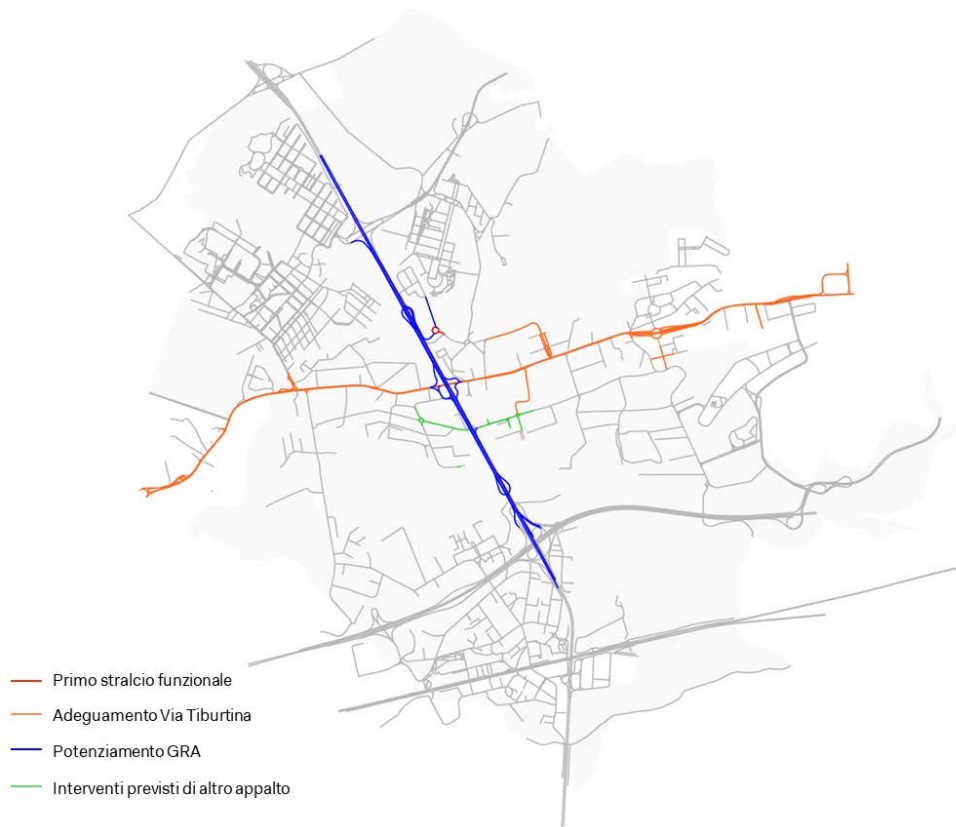 Primo stralcio funzionale
Adeguamento Via Tiburtina
Potenziamento GRA
Interventi previsti di altro appalto